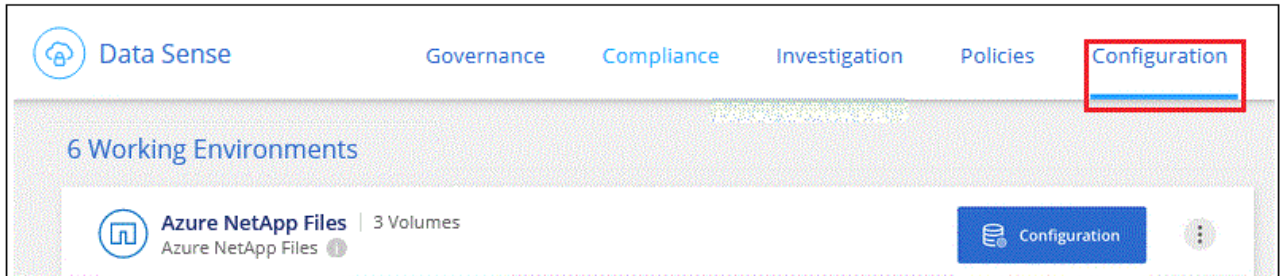 Data Sense Governance Compliance Investigation Policies Configuration
6 Working Environments
Azure NetApp Files | 3 Volumes
Azure NetApp Files
Configuration